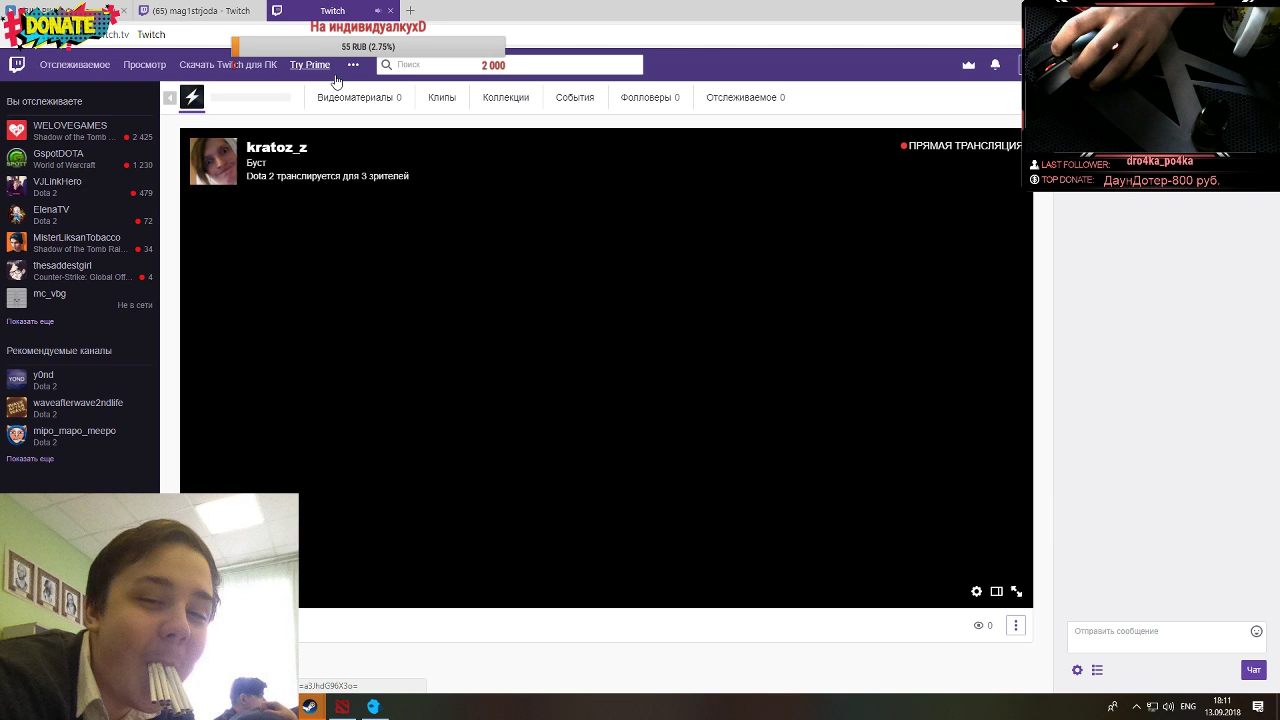 DONATE
h.tv Twitch
На индивидуалкухD
55 RUB (2.75%)
0
2 000
Отслеживаемое
Просмотр
Скачать Twitch для ПК
Try Prime
Поиск
Вы отслеживаете
WELOVEGAMES
Shadow of the Tomb ...
2 425
GspotDOTA
World of Warcraft
1 230
VJLinkHero
Dota 2
479
ElenaTV
Dota 2
72
MisterLiksanTobacco
Shadow of the Tomb Rai...
34
thesaddestgirl
Counter-Strike: Global Off...
4
mc_vbg
Не в сети
Показать еще
Рекомендуемые каналы
y0nd
Dota 2
waveafterwave2ndlife
Dota 2
mipo_mapo_meepo
Dota 2
Показать еще
Видеоматериалы 0
Клипы
Коллекции
События
Фолловеры 0
Отслеживаемое 0
kratoz_z
Буст
Dota 2 транслируется для 3 зрителей
ПРЯМАЯ ТРАНСЛЯЦИЯ
LAST FOLLOWER:
dro4ka_po4ka
TOP DONATE:
ДаунДотер-800 руб.
0
Отправить сообщение
Чат
=a3JhdG96X3o=
ENG
18:11
13.09.2018